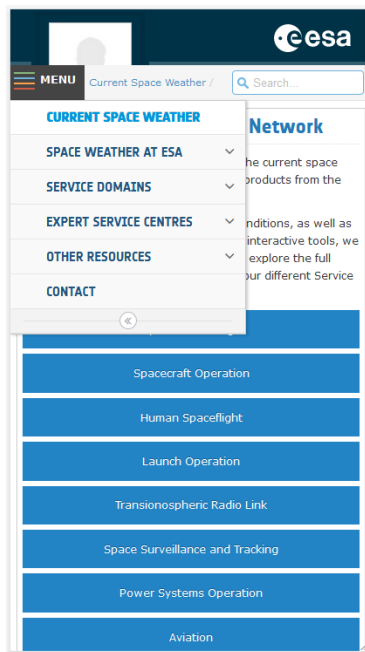 esa
MENU
Current Space Weather /
Search...
CURRENT SPACE WEATHER
SPACE WEATHER AT ESA
SERVICE DOMAINS
EXPERT SERVICE CENTRES
OTHER RESOURCES
CONTACT
Network
he current space
products from the
nditions, as well as
interactive tools, we
explore the full
our different Service
Spacecraft Operation
Human Spaceflight
Launch Operation
Transionospheric Radio Link
Space Surveillance and Tracking
Power Systems Operation
Aviation